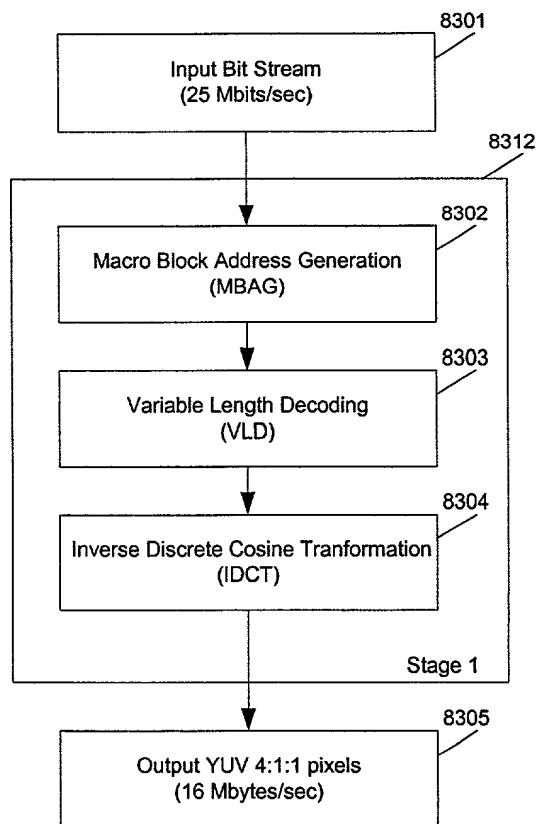 8301
Input Bit Stream
(25 Mbits/sec)
8312
8302
Macro Block Address Generation
(MBAG)
8303
Variable Length Decoding
(VLD)
8304
Inverse Discrete Cosine Tranformation
(IDCT)
Stage 1
8305
Output YUV 4:1:1 pixels
(16 Mbytes/sec)